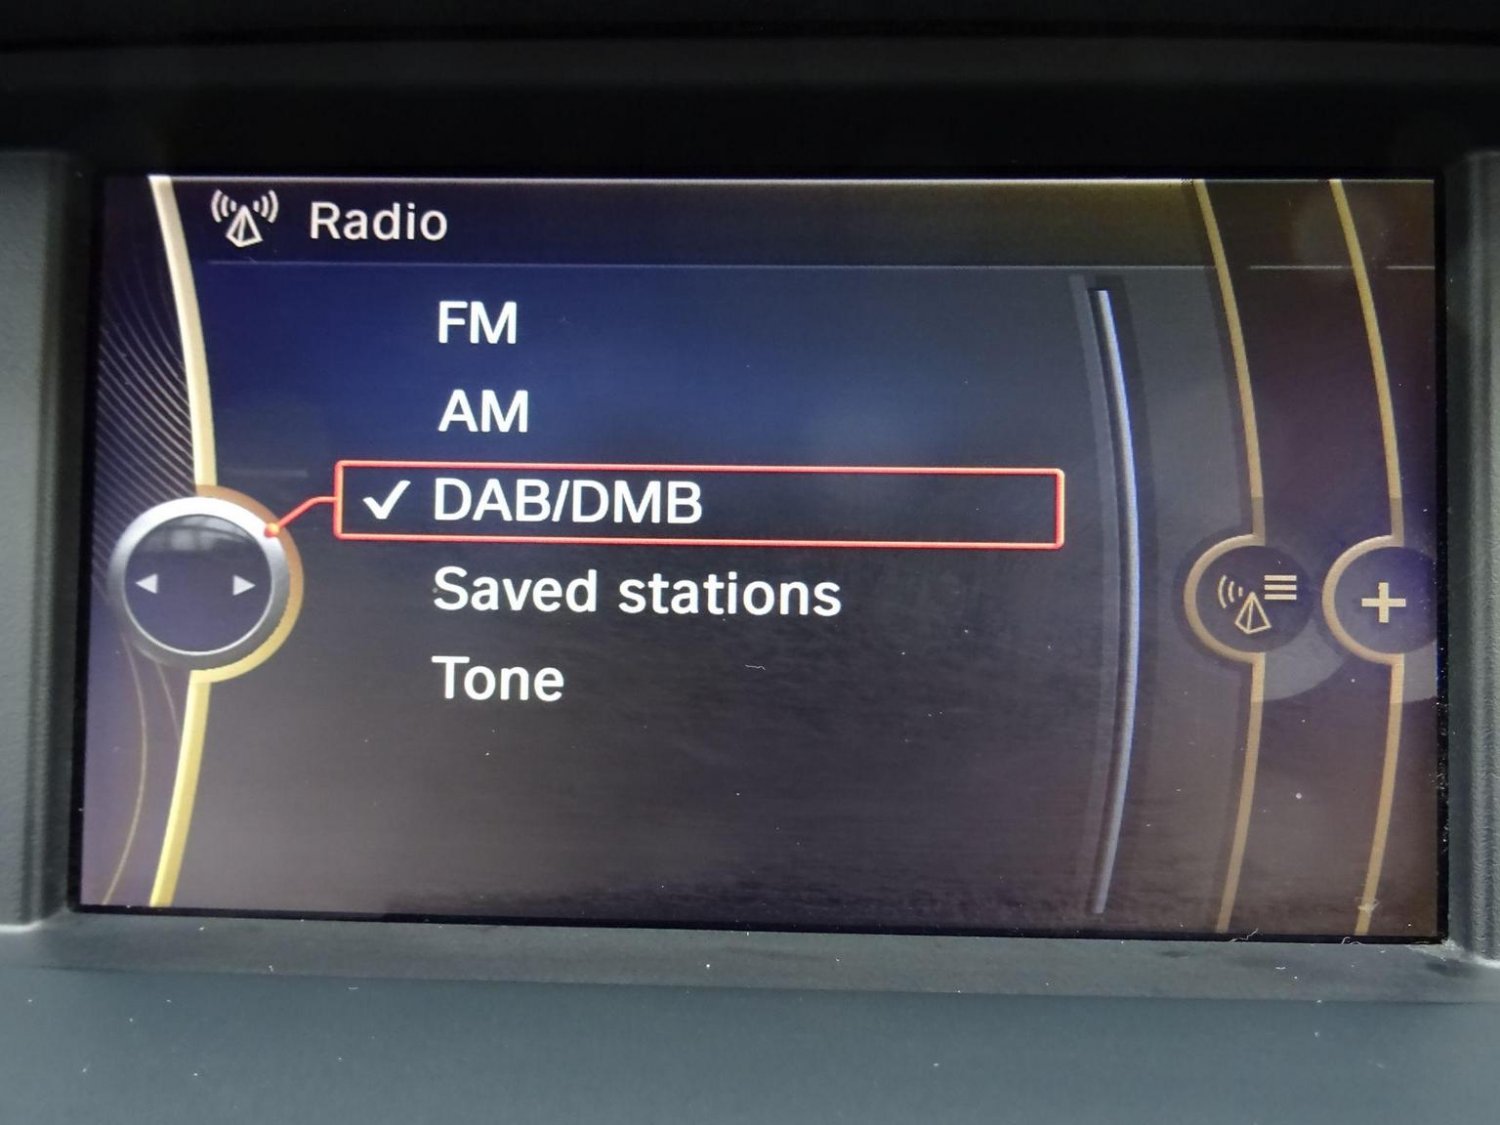 Radio
FM
AM
✓ DAB/DMB
Saved stations
Tone